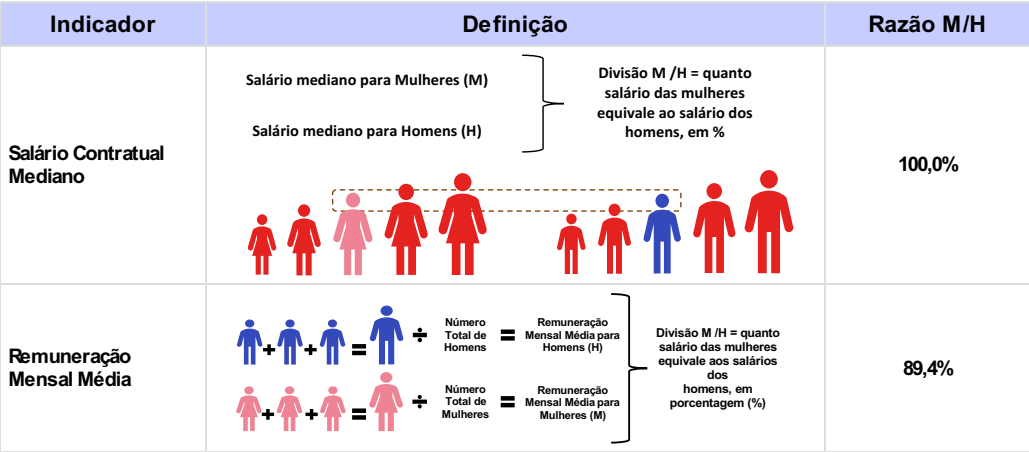 Indicador
Definição
Razão M/H
Salário Contratual
Mediano
Salário mediano para Mulheres (M)
Salário mediano para Homens (H)
Divisão M /H = quanto
salário das mulheres
equivale ao salário dos
homens, em %
100,0%
Remuneração
Mensal Média
+ + = ÷
Número
Total de
Homens
=
Remuneração
Mensal Média para
Homens (H)
+ + = ÷
Número
Total de
Mulheres
=
Remuneração
Mensal Média para
Mulheres (M)
Divisão M /H = quanto
salário das mulheres
equivale aos salários
dos
homens, em
porcentagem (%)
89,4%